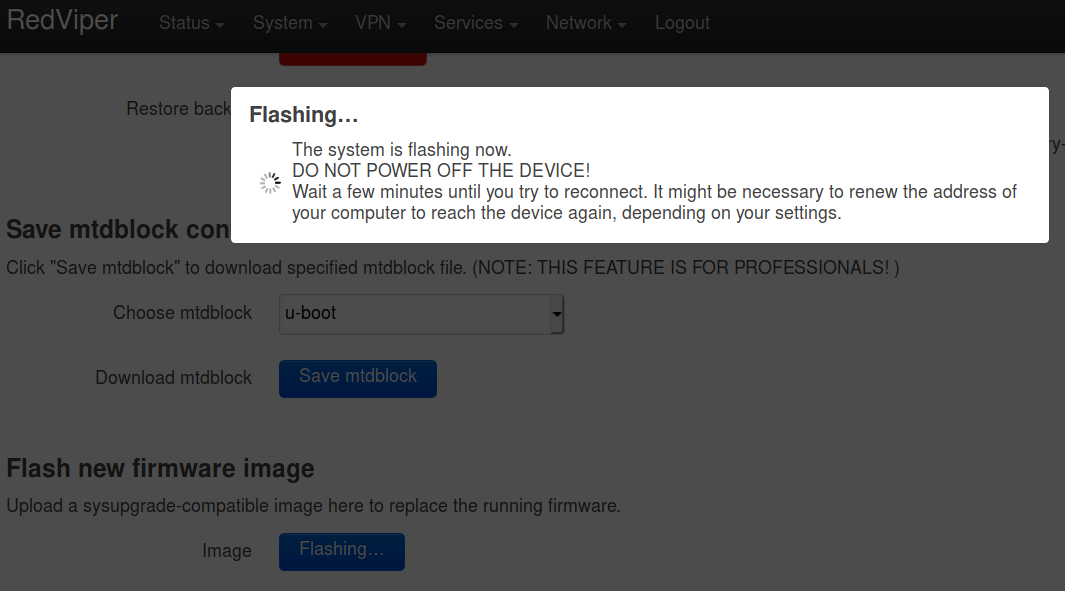 RedViper Status System VPN Services Network Logout
Restore back
Flashing…
The system is flashing now.
DO NOT POWER OFF THE DEVICE!
Wait a few minutes until you try to reconnect. It might be necessary to renew the address of
your computer to reach the device again, depending on your settings.
ry-
Save mtdblock con
Click "Save mtdblock" to download specified mtdblock file. (NOTE: THIS FEATURE IS FOR PROFESSIONALS! )
Choose mtdblock u-boot
Download mtdblock Save mtdblock
Flash new firmware image
Upload a sysupgrade-compatible image here to replace the running firmware.
Image Flashing…